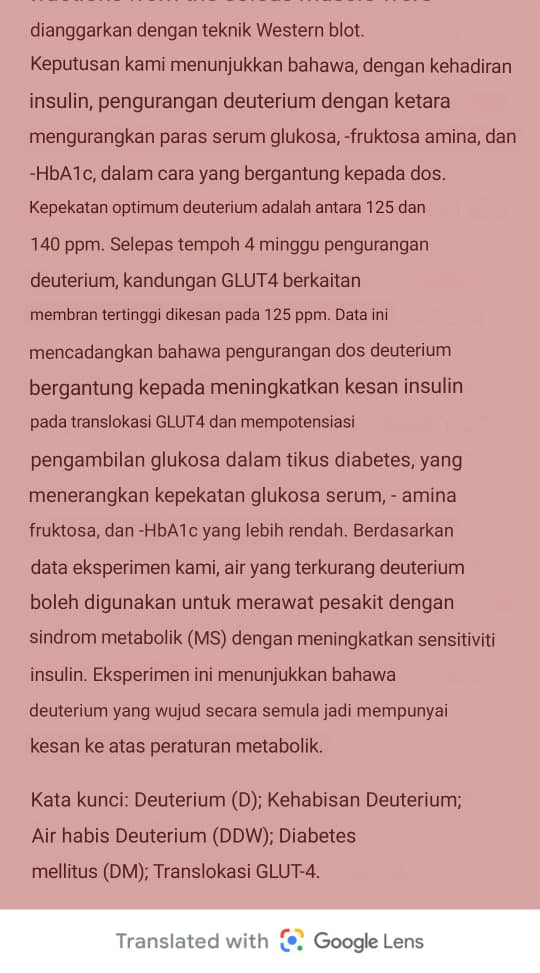 dianggarkan dengan teknik Western blot.
Keputusan kami menunjukkan bahawa, dengan kehadiran
insulin, pengurangan deuterium dengan ketara
mengurangkan paras serum glukosa, -fruktosa amina, dan
-HbA1c, dalam cara yang bergantung kepada dos.
Kepekatan optimum deuterium adalah antara 125 dan
140 ppm. Selepas tempoh 4 minggu pengurangan
deuterium, kandungan GLUT4 berkaitan
membran tertinggi dikesan pada 125 ppm. Data ini
mencadangkan bahawa pengurangan dos deuterium
bergantung kepada meningkatkan kesan insulin
pada translokasi GLUT4 dan mempotensiasi
pengambilan glukosa dalam tikus diabetes, yang
menerangkan kepekatan glukosa serum, - amina
fruktosa, dan -HbA1c yang lebih rendah. Berdasarkan
data eksperimen kami, air yang terkurang deuterium
boleh digunakan untuk merawat pesakit dengan
sindrom metabolik (MS) dengan meningkatkan sensitiviti
insulin. Eksperimen ini menunjukkan bahawa
deuterium yang wujud secara semula jadi mempunyai
kesan ke atas peraturan metabolik.
Kata kunci: Deuterium (D); Kehabisan Deuterium;
Air habis Deuterium (DDW); Diabetes
mellitus (DM); Translokasi GLUT-4.
Translated with Google Lens